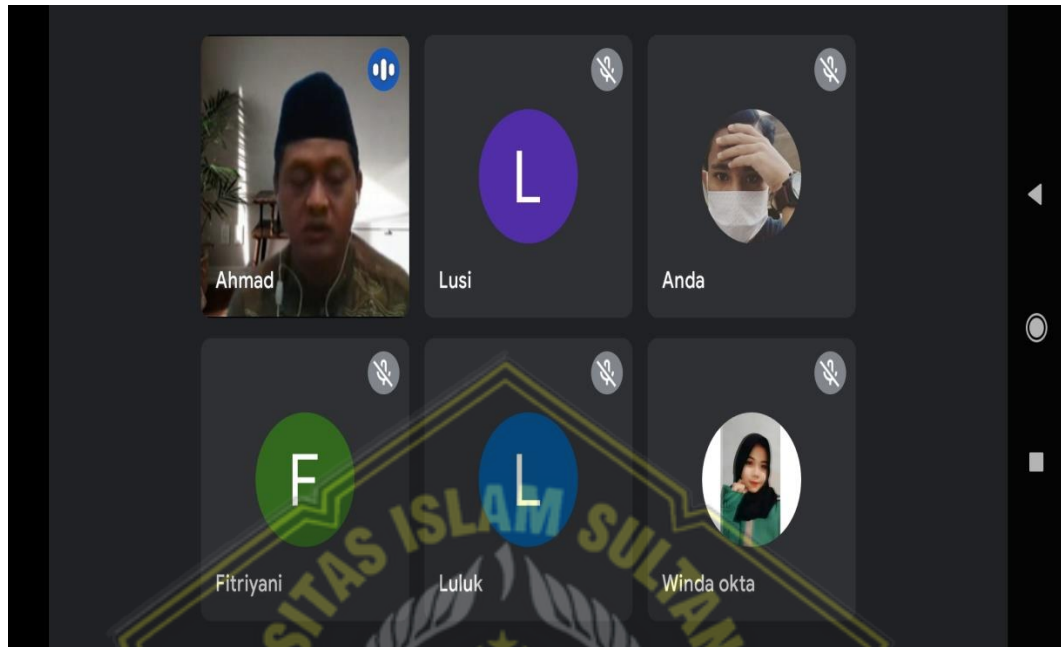 Ahmad
L
Lusi
Anda
F
Fitriyani
L
Luluk
Winda okta
SITAS ISLAM SULTAN